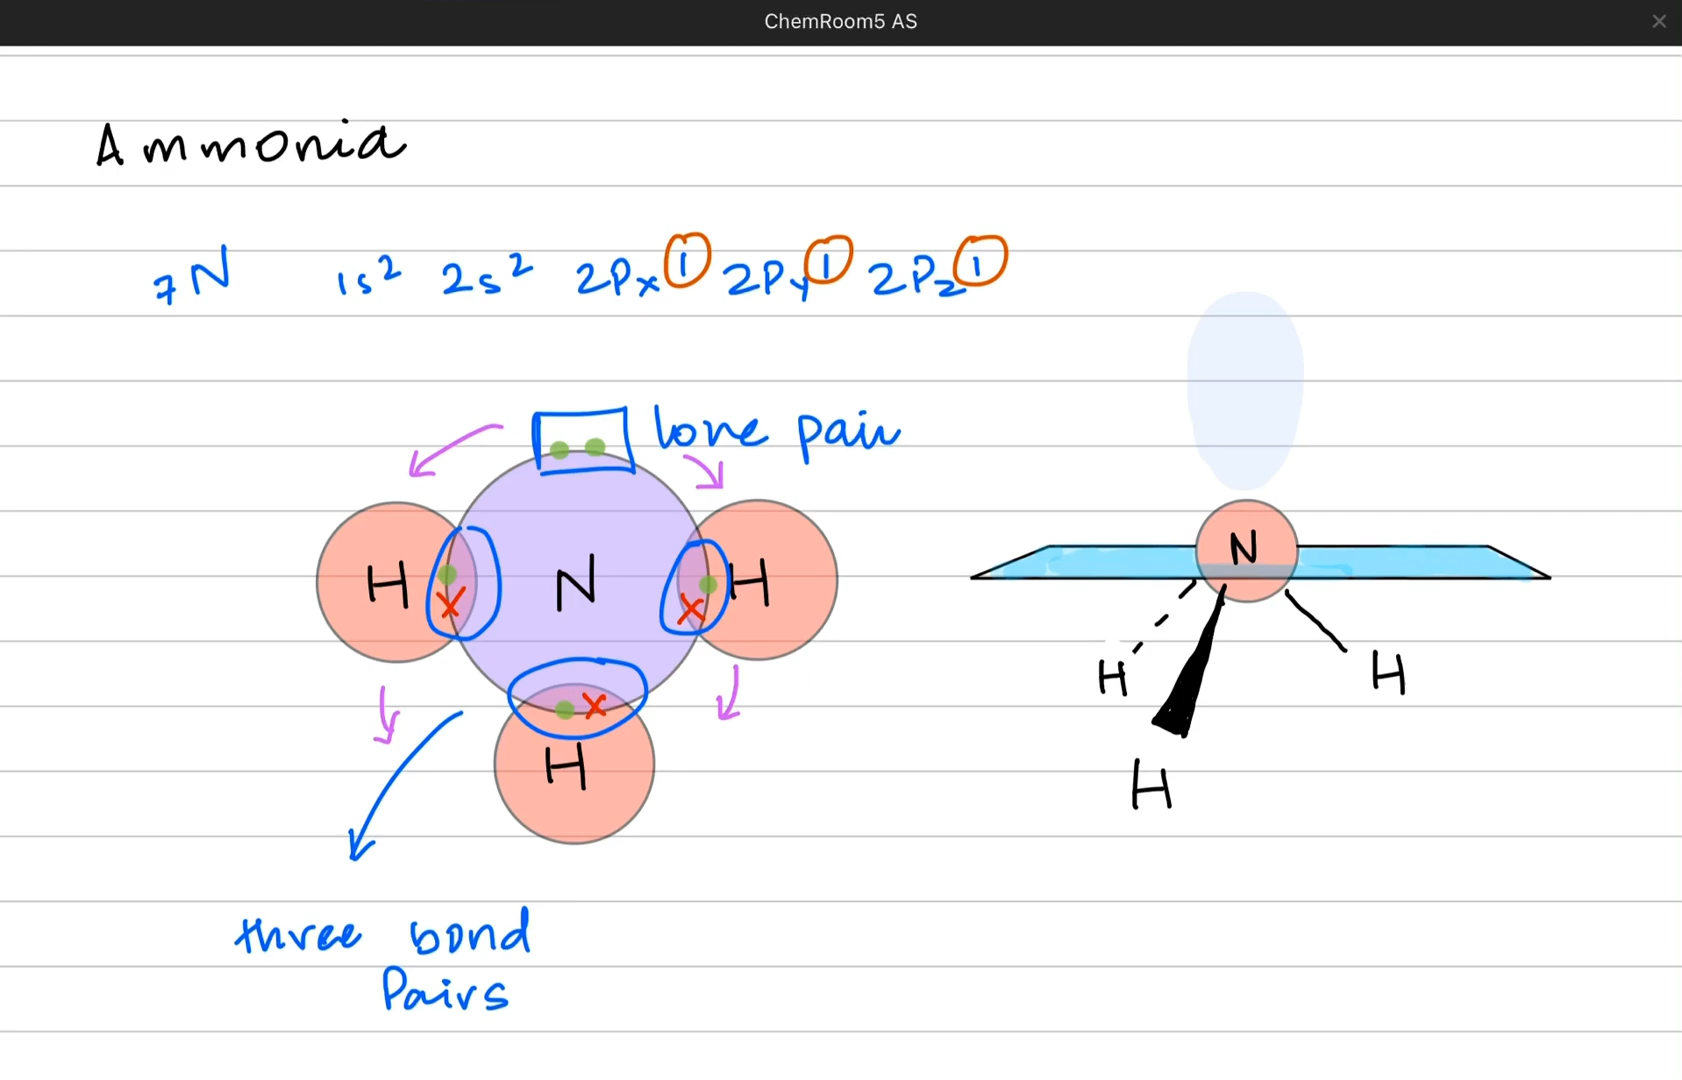 ChemRoom5 AS
Ammonia
₇N 1s² 2s² 2Px① 2Py① 2Pz①
lone pair
H N H
H
N
H H
H
three bond
Pairs